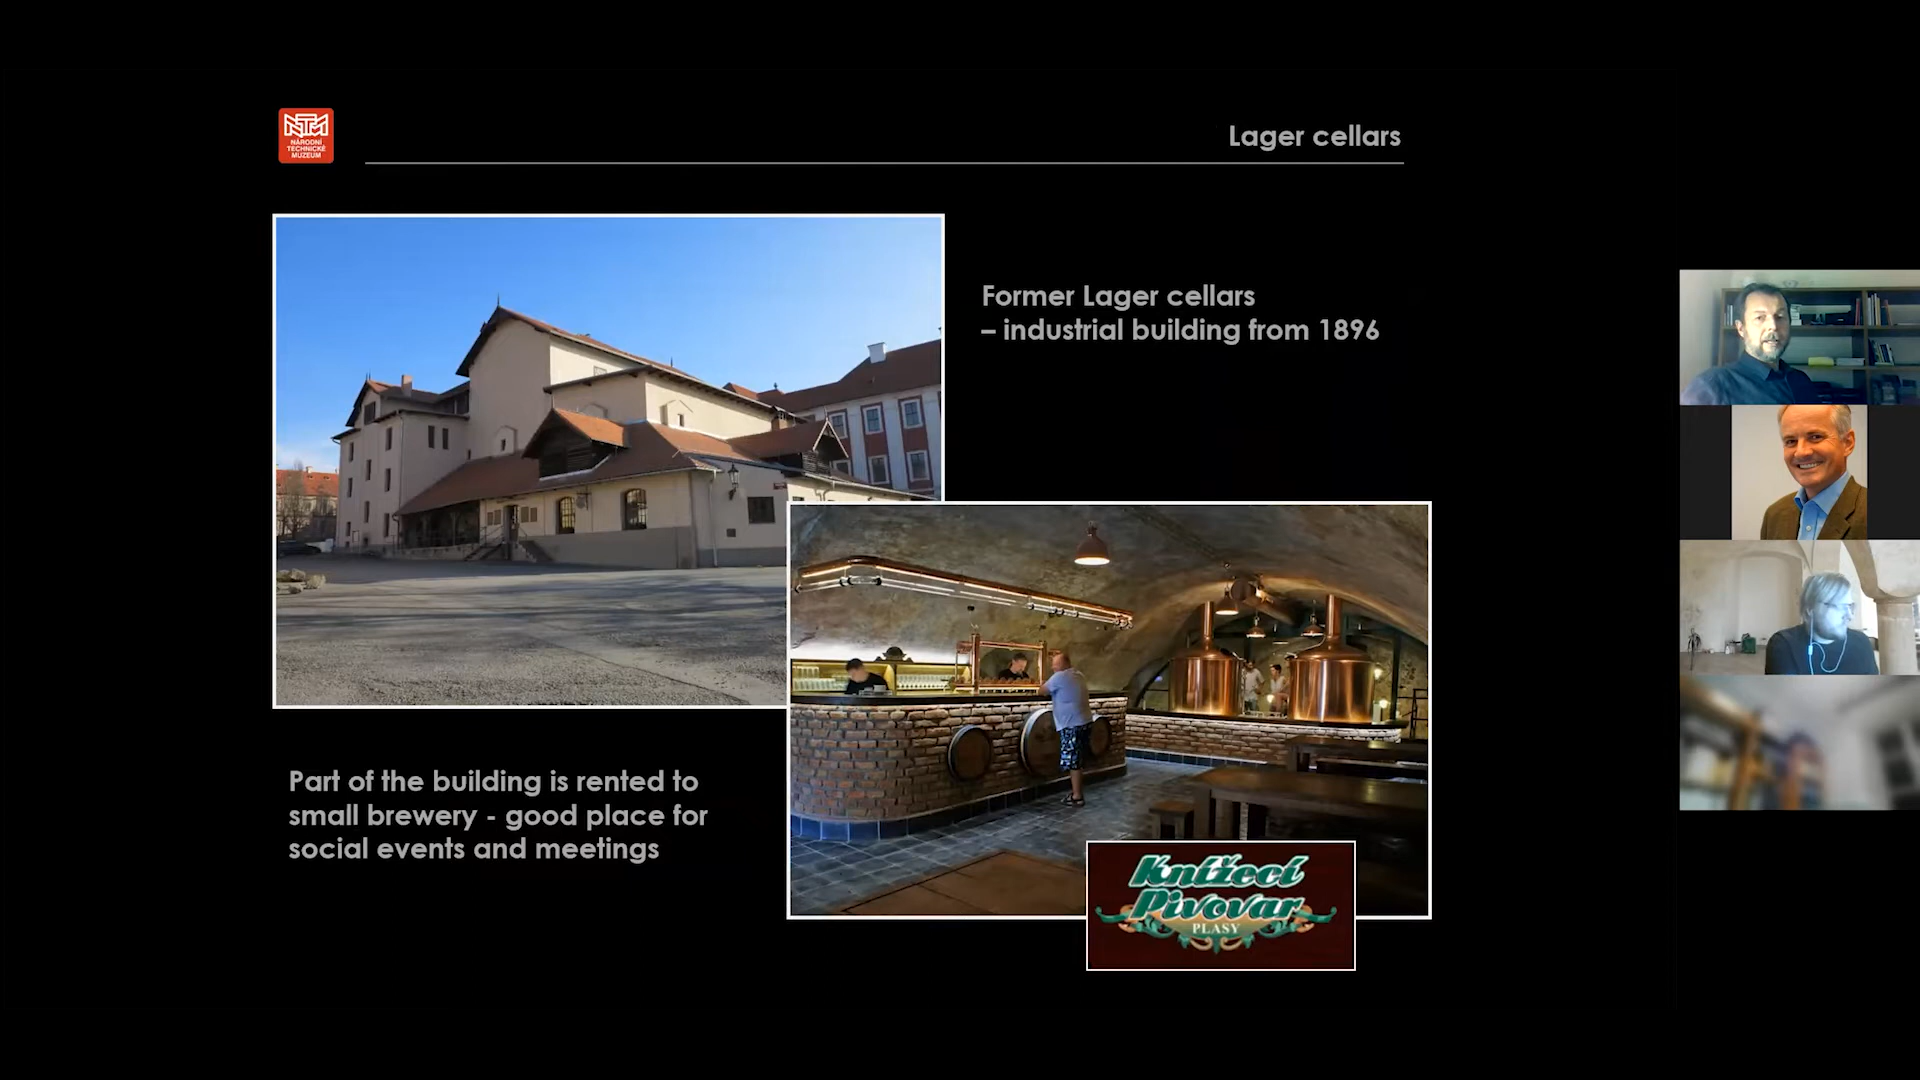 NTM
NÁRODNÍ
TECHNICKÉ
MUZEUM
Lager cellars
Former Lager cellars
– industrial building from 1896
Part of the building is rented to
small brewery - good place for
social events and meetings
Knížecí
Pivovar
PLASY